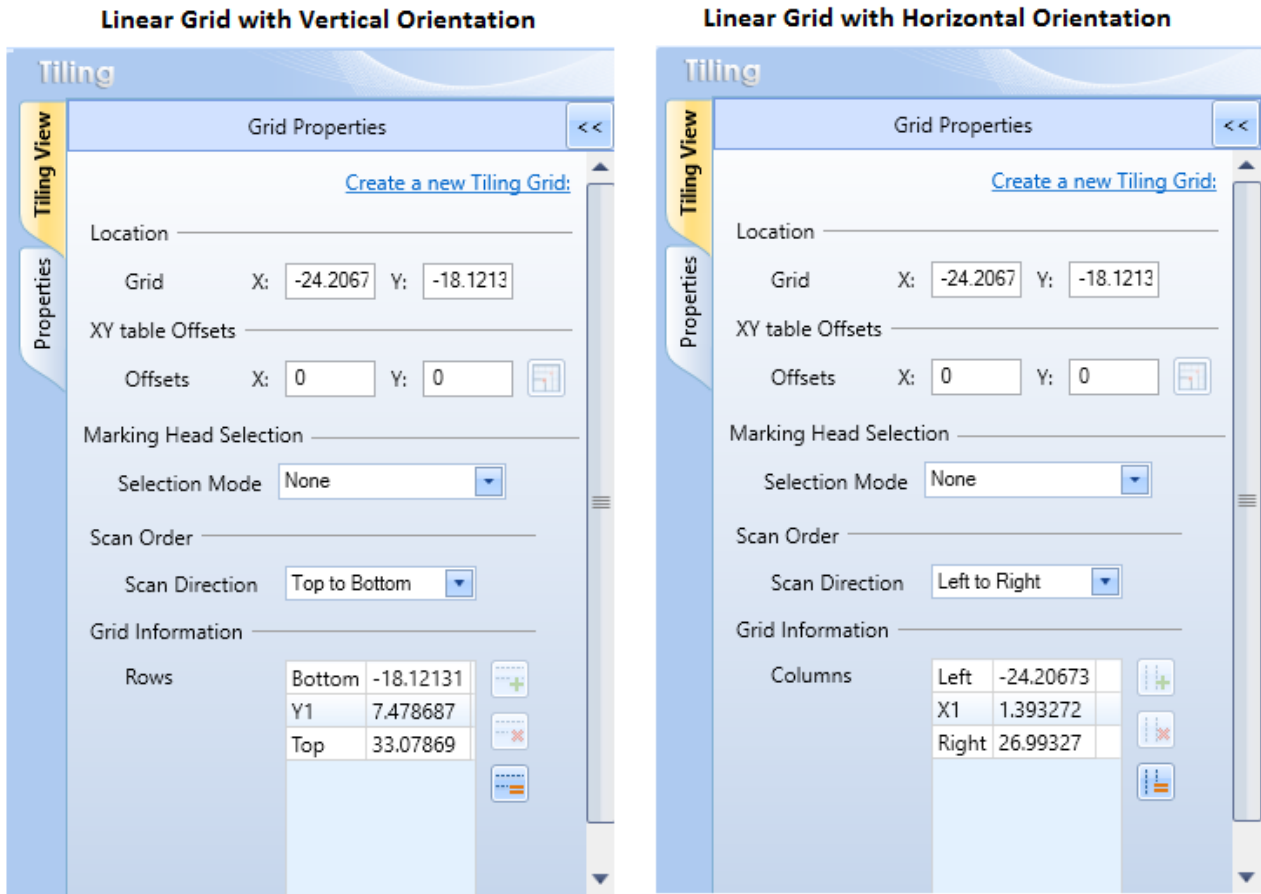 Linear Grid with Vertical Orientation
Tiling
Tiling View
Properties
Grid Properties <<
Create a new Tiling Grid:
Location
Grid X: -24.2067 Y: -18.1213
XY table Offsets
Offsets X: 0 Y: 0
Marking Head Selection
Selection Mode None
Scan Order
Scan Direction Top to Bottom
Grid Information
Rows Bottom -18.12131
Y1 7.478687
Top 33.07869
Linear Grid with Horizontal Orientation
Tiling
Tiling View
Properties
Grid Properties <<
Create a new Tiling Grid:
Location
Grid X: -24.2067 Y: -18.1213
XY table Offsets
Offsets X: 0 Y: 0
Marking Head Selection
Selection Mode None
Scan Order
Scan Direction Left to Right
Grid Information
Columns Left -24.20673
X1 1.393272
Right 26.99327